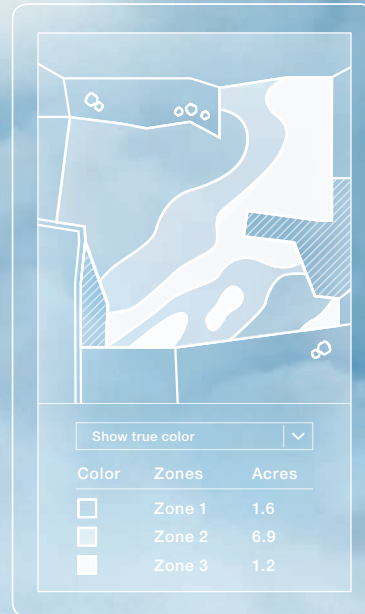 Show true color
Color Zones Acres
Zone 1 1.6
Zone 2 6.9
Zone 3 1.2